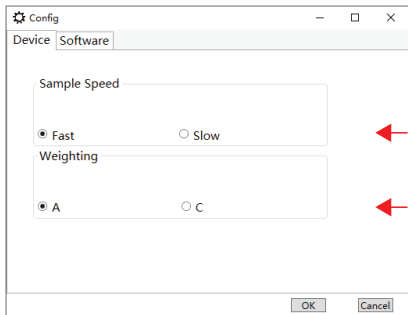 Config
Device Software
Sample Speed
Fast Slow
Weighting
A C
OK Cancel